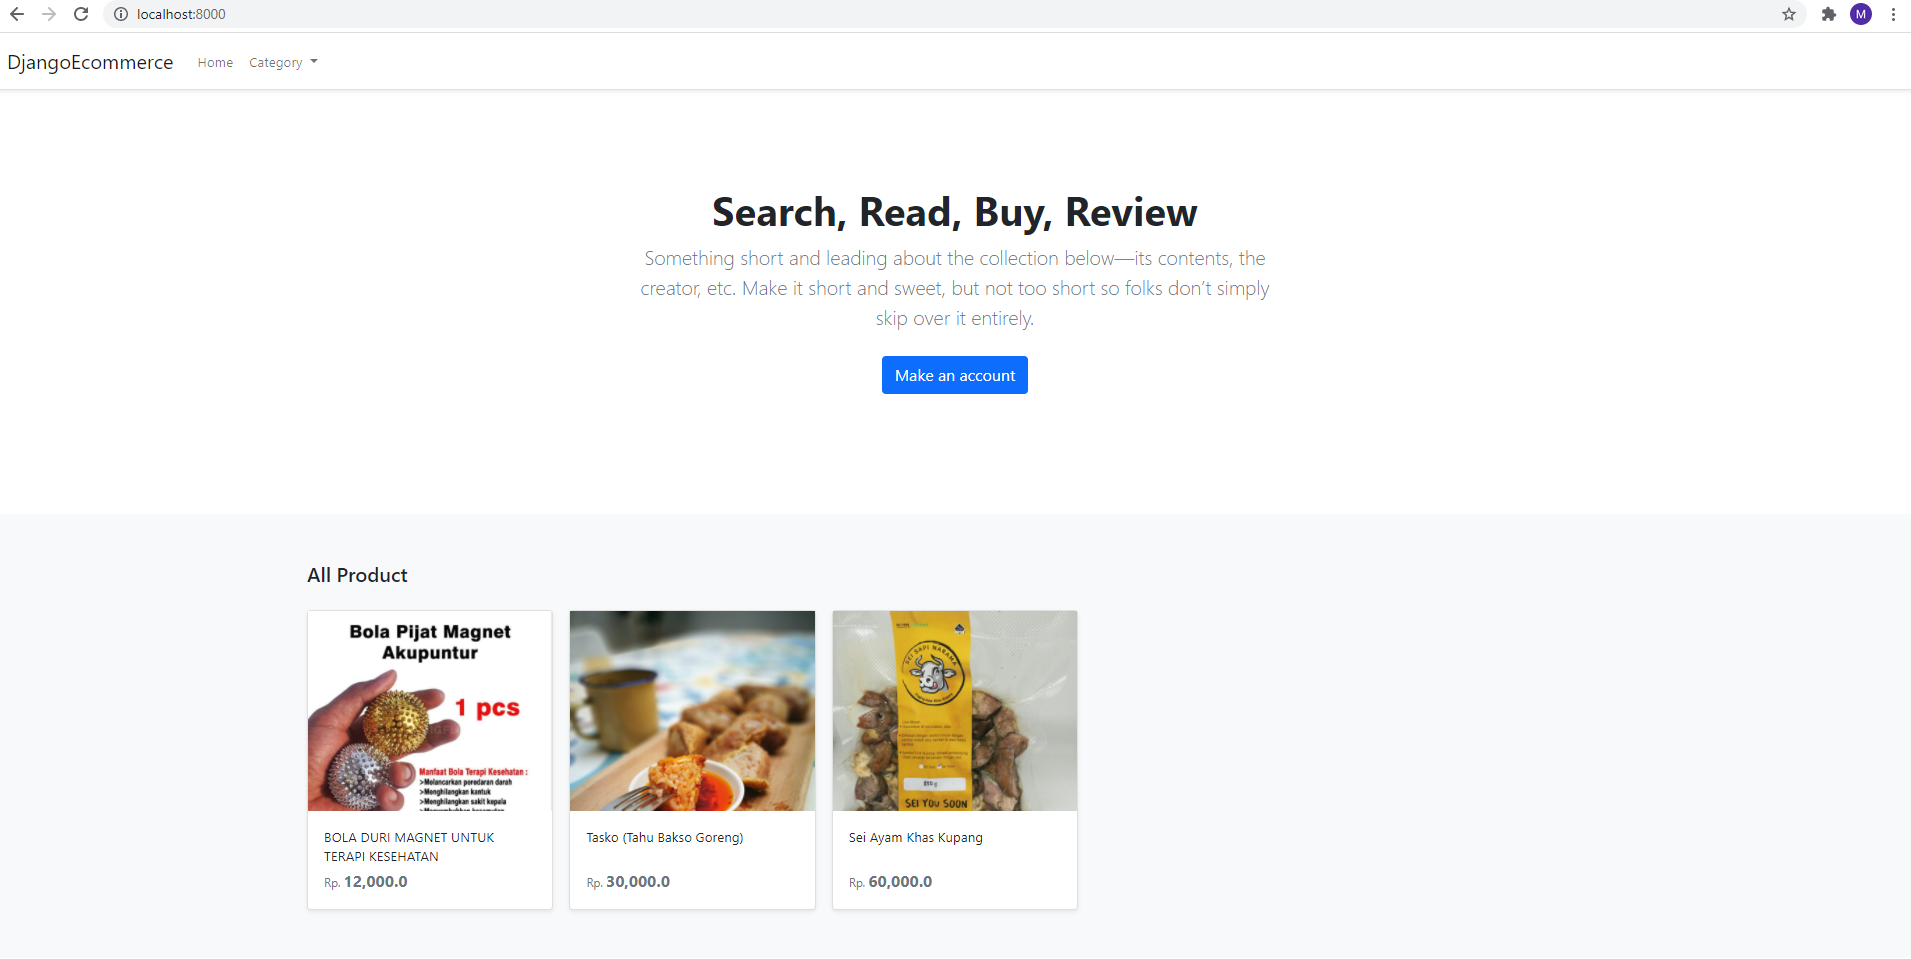 localhost:8000
M
DjangoEcommerce Home Category
Search, Read, Buy, Review
Something short and leading about the collection below—its contents, the
creator, etc. Make it short and sweet, but not too short so folks don’t simply
skip over it entirely.
Make an account
All Product
Bola Pijat Magnet
Akupuntur
1 pcs
Manfaat Bola Terapi Kesehatan :
>Melancarkan peredaran darah
>Menghilangkan kantuk
>Menghilangkan sakit kepala
BOLA DURI MAGNET UNTUK
TERAPI KESEHATAN
Rp. 12,000.0
Tasko (Tahu Bakso Goreng)
Rp. 30,000.0
SEI SAPI NARAMA
SEI YOU SOON
Sei Ayam Khas Kupang
Rp. 60,000.0